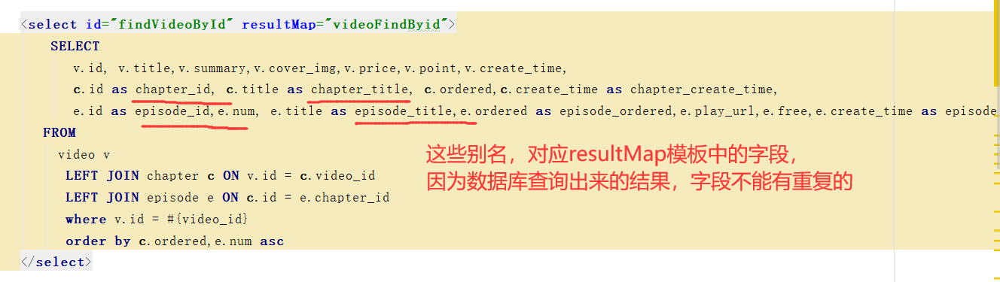 <select id="findVideoById" resultMap="videoFindByid">
SELECT
v.id, v.title,v.summary,v.cover_img,v.price,v.point,v.create_time,
c.id as chapter_id, c.title as chapter_title, c.ordered,c.create_time as chapter_create_time,
e.id as episode_id,e.num, e.title as episode_title,e.ordered as episode_ordered,e.play_url,e.free,e.create_time as episode
FROM
video v
LEFT JOIN chapter c ON v.id = c.video_id
LEFT JOIN episode e ON c.id = e.chapter_id
where v.id = #{video_id}
order by c.ordered,e.num asc
</select>
这些别名，对应resultMap模板中的字段，
因为数据库查询出来的结果，字段不能有重复的